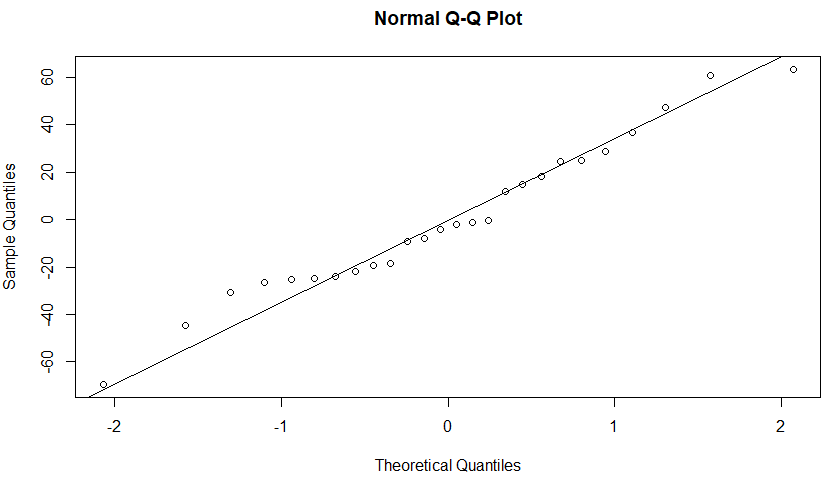 Normal Q-Q Plot
Sample Quantiles
60
40
20
0
-20
-40
-60
-2 -1 0 1 2
Theoretical Quantiles